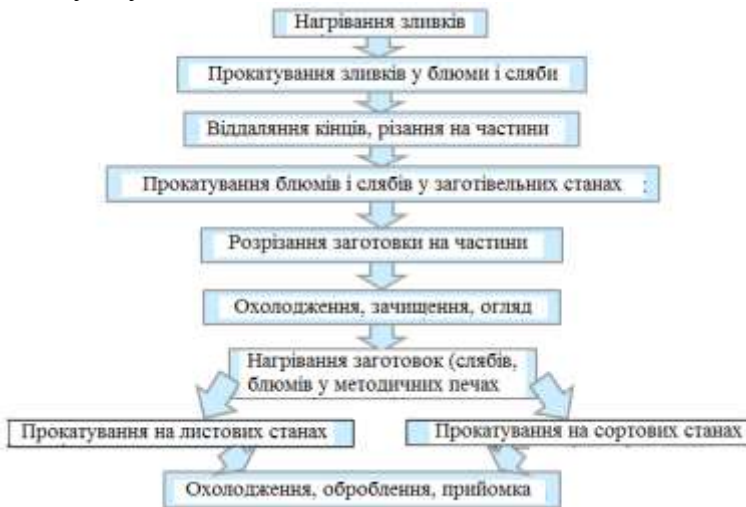 Нагрівання зливків
Прокатування зливків у блюми і сляби
Віддаляння кінців, різання на частини
Прокатування блюмів і слябів у заготівельних станах :
Розрізання заготовки на частини
Охолодження, зачищення, огляд
Нагрівання заготовок (слябів,
блюмів у методичних печах
Прокатування на листових станах
Прокатування на сортових станах
Охолодження, оброблення, прийомка